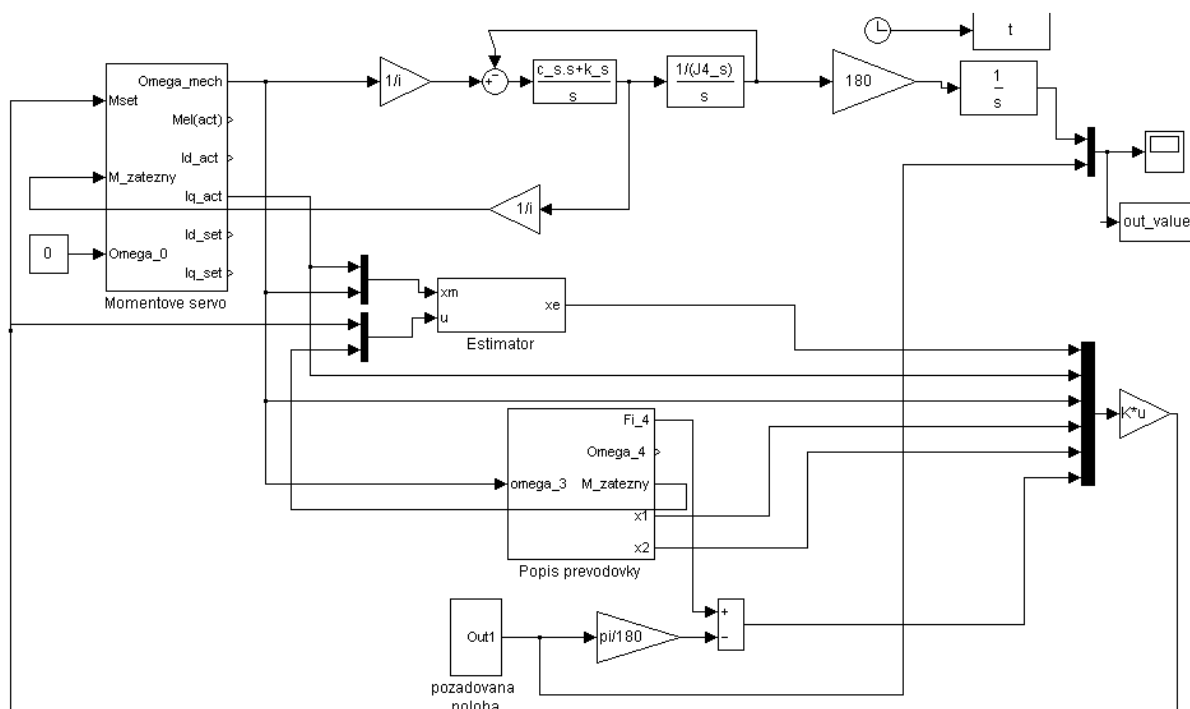 t
Omega_mech
Mset
Mel(act)
Id_act
M_zatezny
Iq_act
Id_set
0
Omega_0
Iq_set
Momentove servo
1/i
+
−
c_s.s+k_s
s
1/(J4_s)
s
180
1
s
out_value
1/i
xm
xe
u
Estimator
Fi_4
Omega_4
omega_3
M_zatezny
x1
x2
Popis prevodovky
K*u
Out1
pi/180
+
−
pozadovana
poloha